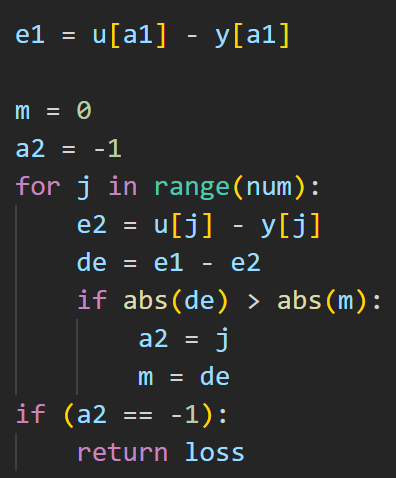 e1 = u[a1] - y[a1]
m = 0
a2 = -1
for j in range(num):
    e2 = u[j] - y[j]
    de = e1 - e2
    if abs(de) > abs(m):
        a2 = j
        m = de
if (a2 == -1):
    return loss